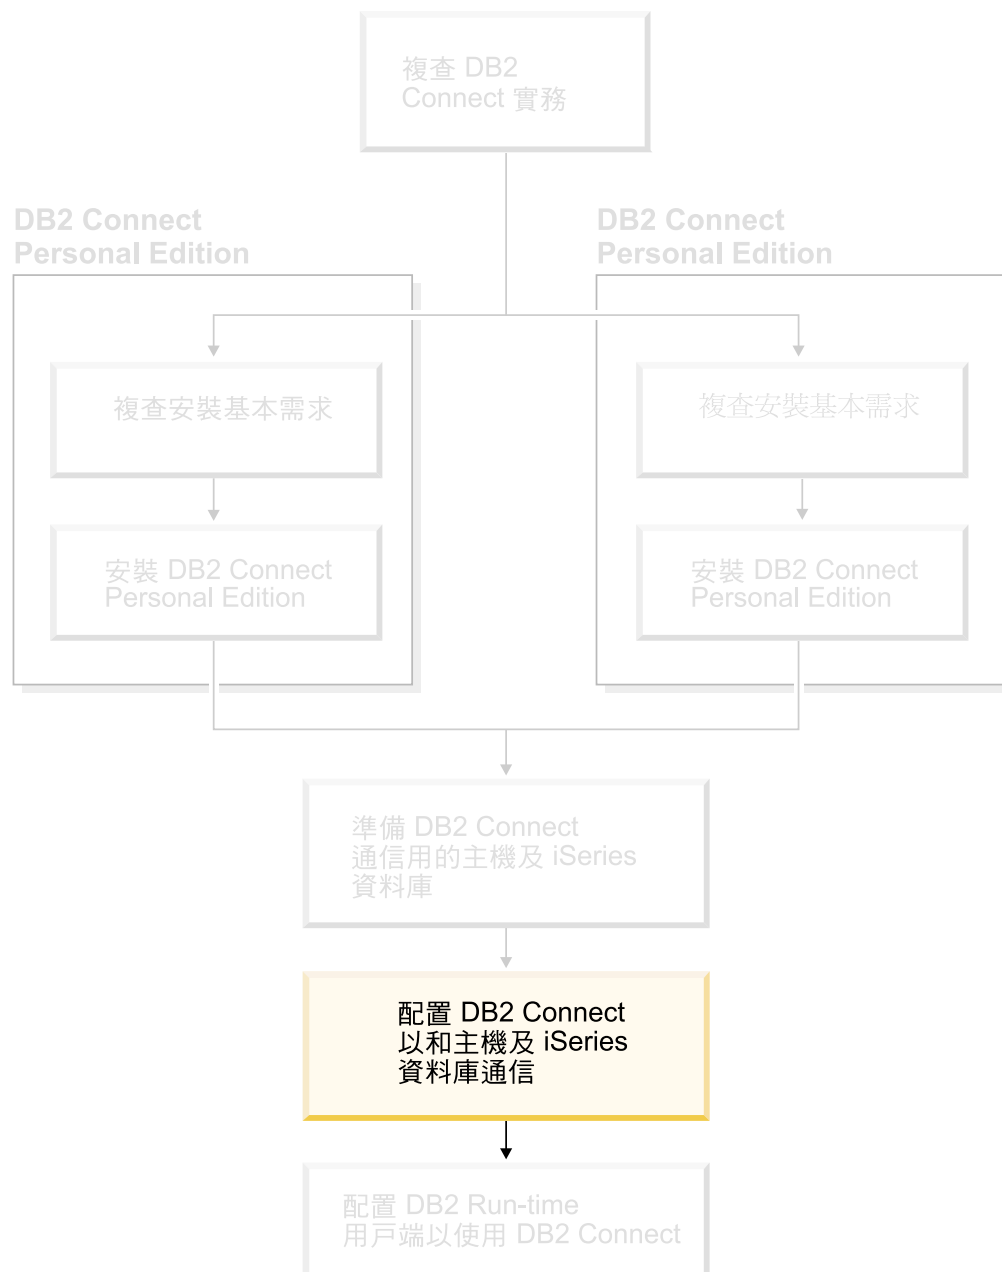 複查 DB2
Connect 實務
DB2 Connect
Personal Edition
DB2 Connect
Personal Edition
複查安裝基本需求
複查安裝基本需求
安裝 DB2 Connect
Personal Edition
安裝 DB2 Connect
Personal Edition
準備 DB2 Connect
通信用的主機及 iSeries
資料庫
配置 DB2 Connect
以和主機及 iSeries
資料庫通信
配置 DB2 Run-time
用戶端以使用 DB2 Connect